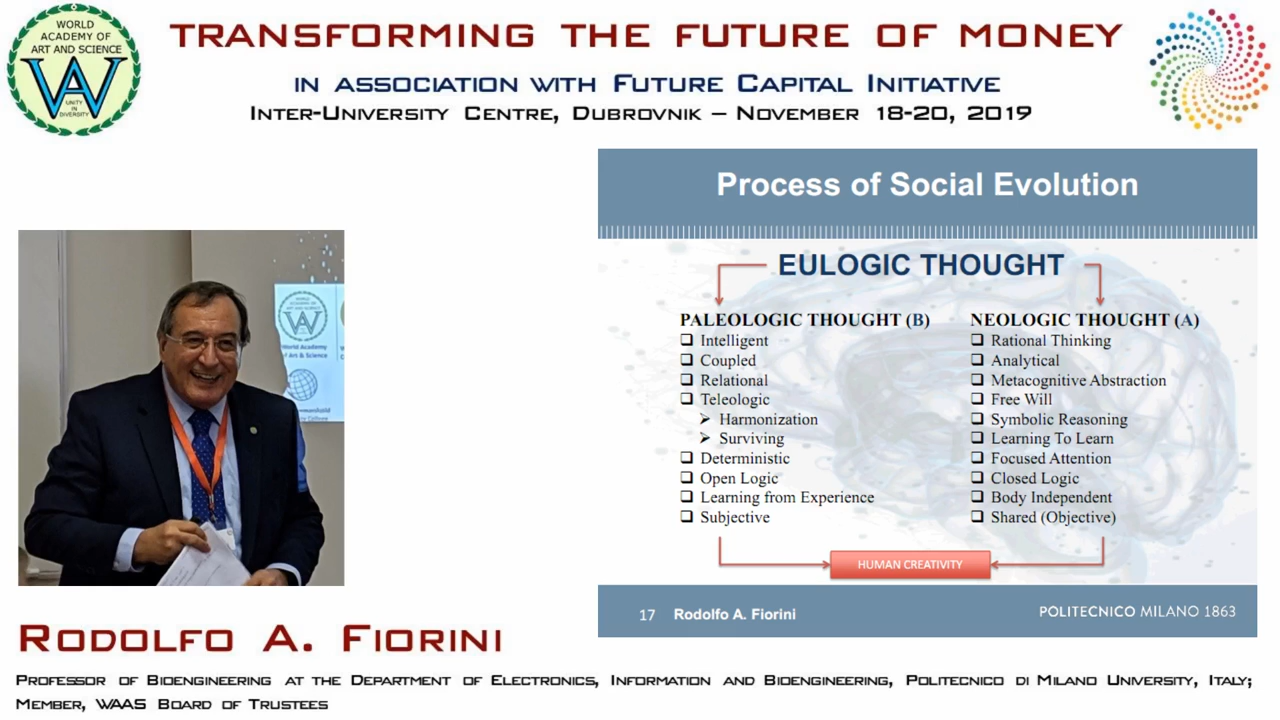 WORLD
ACADEMY OF
ART AND SCIENCE
UNITY
IN
DIVERSITY
TRANSFORMING THE FUTURE OF MONEY
IN ASSOCIATION WITH FUTURE CAPITAL INITIATIVE
INTER-UNIVERSITY CENTRE, DUBROVNIK – NOVEMBER 18-20, 2019
Process of Social Evolution
EULOGIC THOUGHT
PALEOLOGIC THOUGHT (B)
❑ Intelligent
❑ Coupled
❑ Relational
❑ Teleologic
➢ Harmonization
➢ Surviving
❑ Deterministic
❑ Open Logic
❑ Learning from Experience
❑ Subjective
NEOLOGIC THOUGHT (A)
❑ Rational Thinking
❑ Analytical
❑ Metacognitive Abstraction
❑ Free Will
❑ Symbolic Reasoning
❑ Learning To Learn
❑ Focused Attention
❑ Closed Logic
❑ Body Independent
❑ Shared (Objective)
HUMAN CREATIVITY
17 Rodolfo A. Fiorini
POLITECNICO MILANO 1863
World Academy
of Art & Science
RODOLFO A. FIORINI
PROFESSOR OF BIOENGINEERING AT THE DEPARTMENT OF ELECTRONICS, INFORMATION AND BIOENGINEERING, POLITECNICO DI MILANO UNIVERSITY, ITALY;
MEMBER, WAAS BOARD OF TRUSTEES